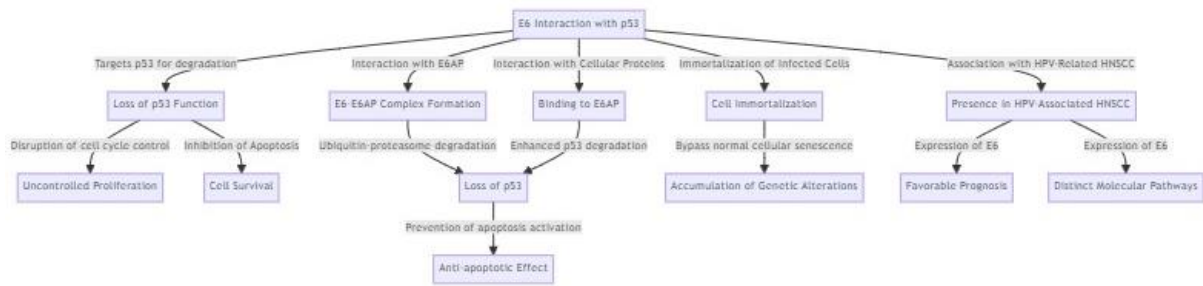 E6 Interaction with p53
Targets p53 for degradation
Interaction with E6AP
Interaction with Cellular Proteins
Immortalization of Infected Cells
Association with HPV-Related HNSCC
Loss of p53 Function
E6-E6AP Complex Formation
Binding to E6AP
Cell Immortalization
Presence in HPV-Associated HNSCC
Disruption of cell cycle control
Inhibition of Apoptosis
Ubiquitin-proteasome degradation
Enhanced p53 degradation
Bypass normal cellular senescence
Expression of E6
Expression of E6
Uncontrolled Proliferation
Cell Survival
Loss of p53
Accumulation of Genetic Alterations
Favorable Prognosis
Distinct Molecular Pathways
Prevention of apoptosis activation
Anti-apoptotic Effect